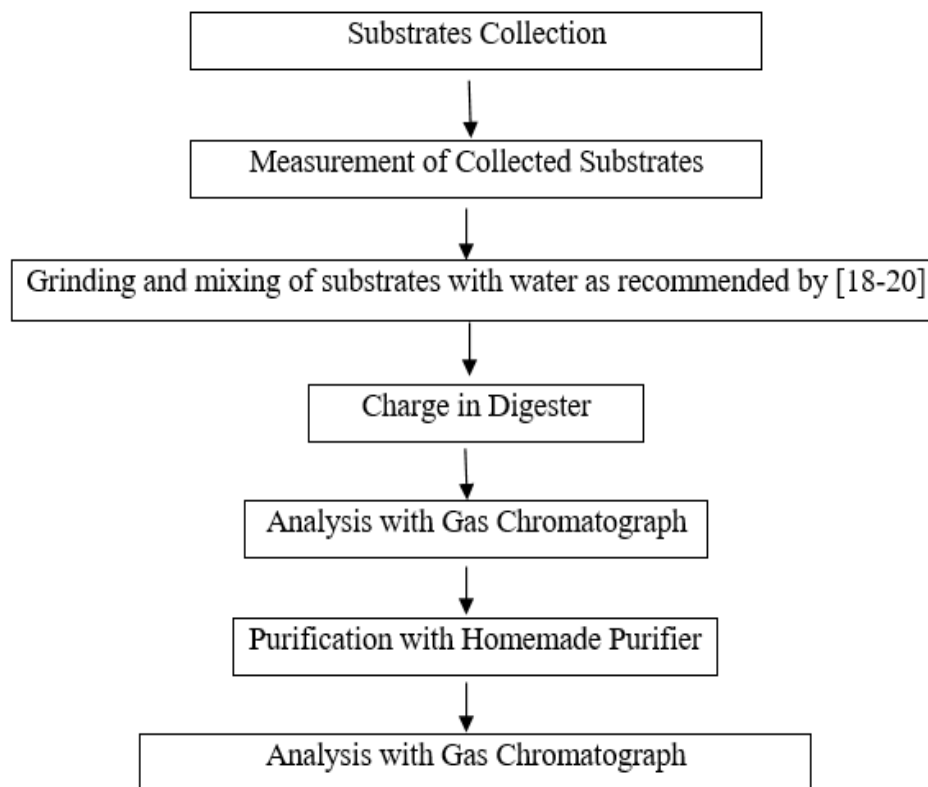 Substrates Collection
Measurement of Collected Substrates
Grinding and mixing of substrates with water as recommended by [18-20]
Charge in Digester
Analysis with Gas Chromatograph
Purification with Homemade Purifier
Analysis with Gas Chromatograph